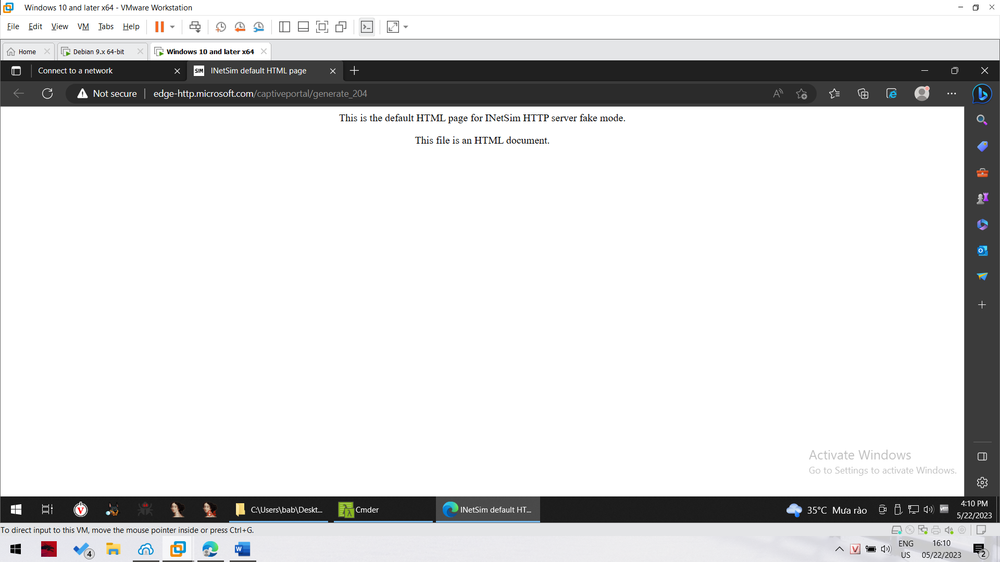 Windows 10 and later x64 - VMware Workstation
File Edit View VM Tabs Help
Home Debian 9.x 64-bit Windows 10 and later x64
Connect to a network SIM INetSim default HTML page
Not secure edge-http.microsoft.com/captiveportal/generate_204
This is the default HTML page for INetSim HTTP server fake mode.
This file is an HTML document.
Activate Windows
Go to Settings to activate Windows.
C:\Users\bab\Deskt... Cmder INetSim default HT... 35°C Mưa rào vm 4:10 PM
5/22/2023
64
To direct input to this VM, move the mouse pointer inside or press Ctrl+G.
4 ENG 16:10
US 05/22/2023 2